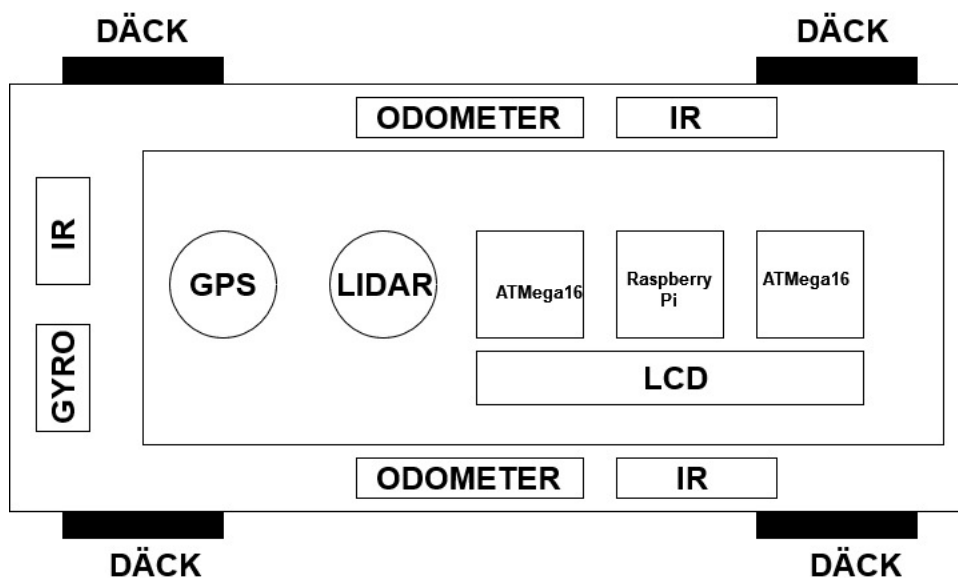 DÄCK
DÄCK
ODOMETER
IR
IR
GPS
LIDAR
ATMega16
Raspberry
Pi
ATMega16
GYRO
LCD
ODOMETER
IR
DÄCK
DÄCK